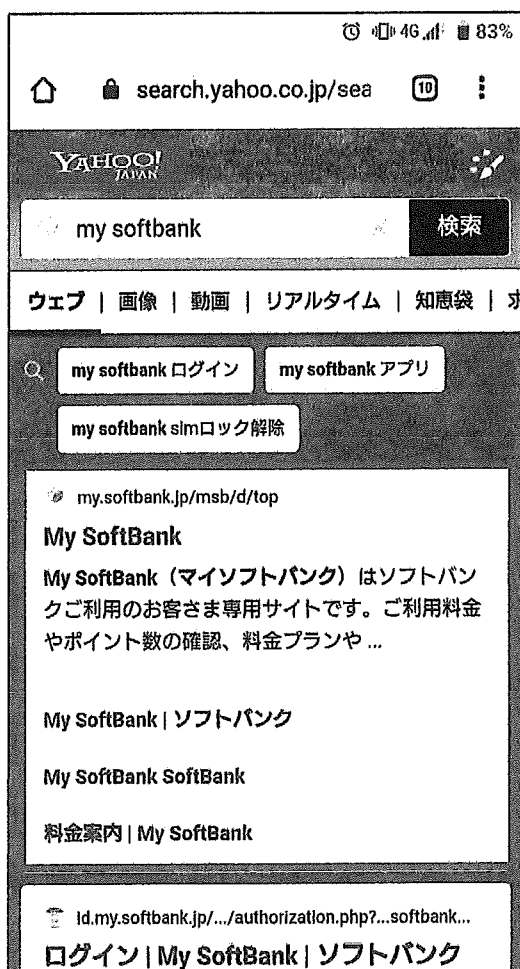 4G 83%
search.yahoo.co.jp/sea 10
YAHOO!
JAPAN
my softbank 検索
ウェブ | 画像 | 動画 | リアルタイム | 知恵袋 | 求
my softbank ログイン my softbank アプリ
my softbank simロック解除
my.softbank.jp/msb/d/top
My SoftBank
My SoftBank（マイソフトバンク）はソフトバン
クご利用のお客さま専用サイトです。ご利用料金
やポイント数の確認、料金プランや ...
My SoftBank | ソフトバンク
My SoftBank SoftBank
料金案内 | My SoftBank
id.my.softbank.jp/.../authorization.php?...softbank...
ログイン | My SoftBank | ソフトバンク